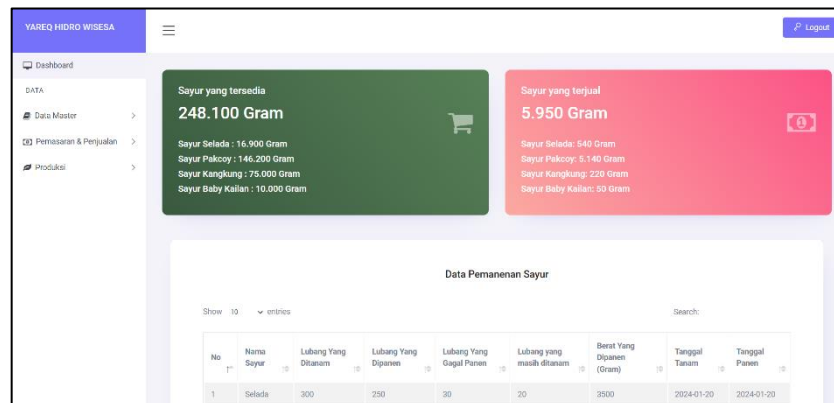 YAREQ HIDRO WISESA
Logout
Dashboard
DATA
Data Master
Pemasaran & Penjualan
Produksi
Sayur yang tersedia
248.100 Gram
Sayur Selada : 16.900 Gram
Sayur Pakcoy : 146.200 Gram
Sayur Kangkung : 75.000 Gram
Sayur Baby Kailan : 10.000 Gram
Sayur yang terjual
5.950 Gram
Sayur Selada: 540 Gram
Sayur Pakcoy: 5.140 Gram
Sayur Kangkung: 220 Gram
Sayur Baby Kailan: 50 Gram
Data Pemanenan Sayur
Show 10 entries
Search:
No Nama Sayur Lubang Yang Ditanam Lubang Yang Dipanen Lubang Yang Gagal Panen Lubang yang masih ditanam Berat Yang Dipanen (Gram) Tanggal Tanam Tanggal Panen
1 Selada 300 250 30 20 3500 2024-01-20 2024-01-20